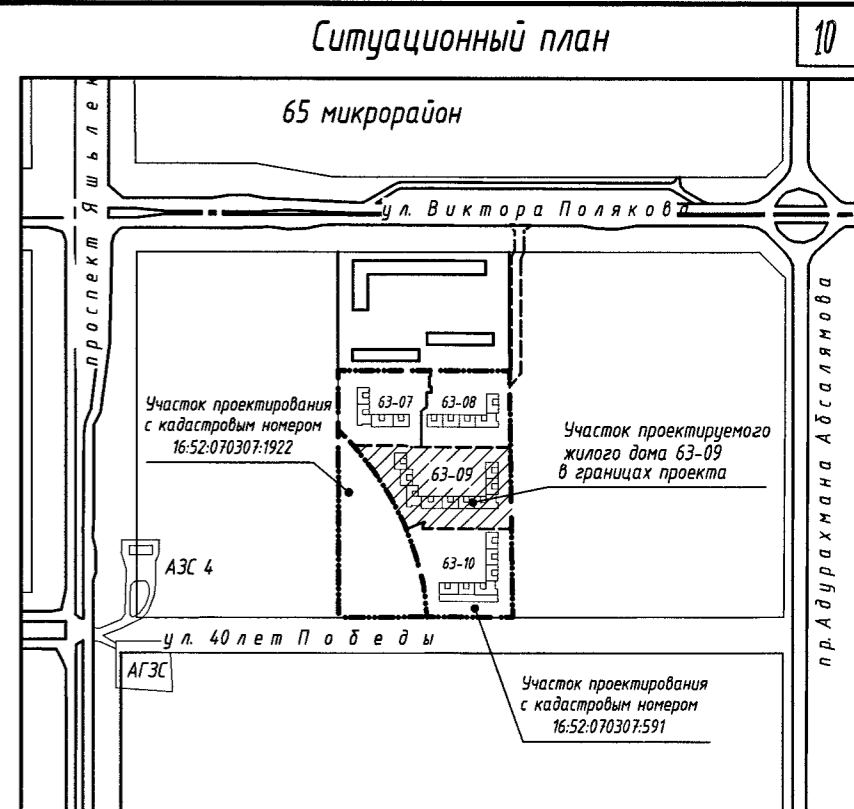 Ситуационный план
10
65 микрорайон
проспект Яшьлек
ул. Виктора Полякова
пр.Адурахмана Абсалямова
63-07
63-08
Участок проектирования
с кадастровым номером
16:52:070307:1922
Участок проектируемого
жилого дома 63-09
в границах проекта
63-09
63-10
АЗС 4
ул. 40 лет Победы
АГЗС
Участок проектирования
с кадастровым номером
16:52:070307:591